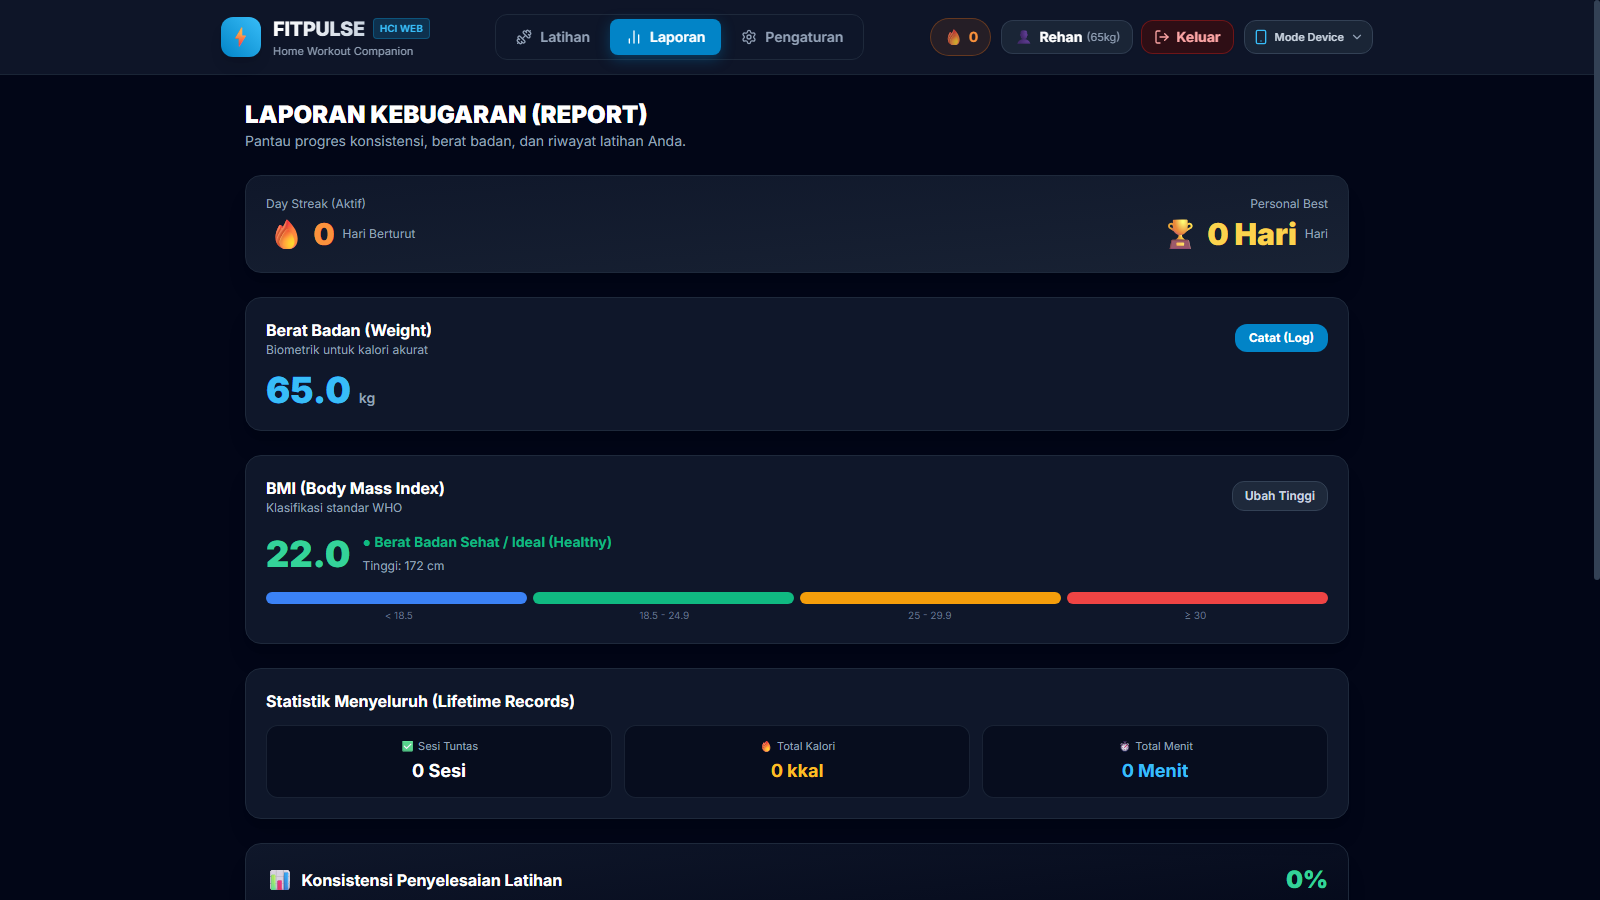 FITPULSE HCI WEB
Home Workout Companion
Latihan Laporan Pengaturan
0 Rehan (65kg) Keluar Mode Device
LAPORAN KEBUGARAN (REPORT)
Pantau progres konsistensi, berat badan, dan riwayat latihan Anda.
Day Streak (Aktif)
0 Hari Berturut
Personal Best
0 Hari Hari
Berat Badan (Weight)
Biometrik untuk kalori akurat
Catat (Log)
65.0 kg
BMI (Body Mass Index)
Klasifikasi standar WHO
Ubah Tinggi
22.0
● Berat Badan Sehat / Ideal (Healthy)
Tinggi: 172 cm
< 18.5 18.5 - 24.9 25 - 29.9 ≥ 30
Statistik Menyeluruh (Lifetime Records)
Sesi Tuntas
0 Sesi
Total Kalori
0 kkal
Total Menit
0 Menit
Konsistensi Penyelesaian Latihan 0%